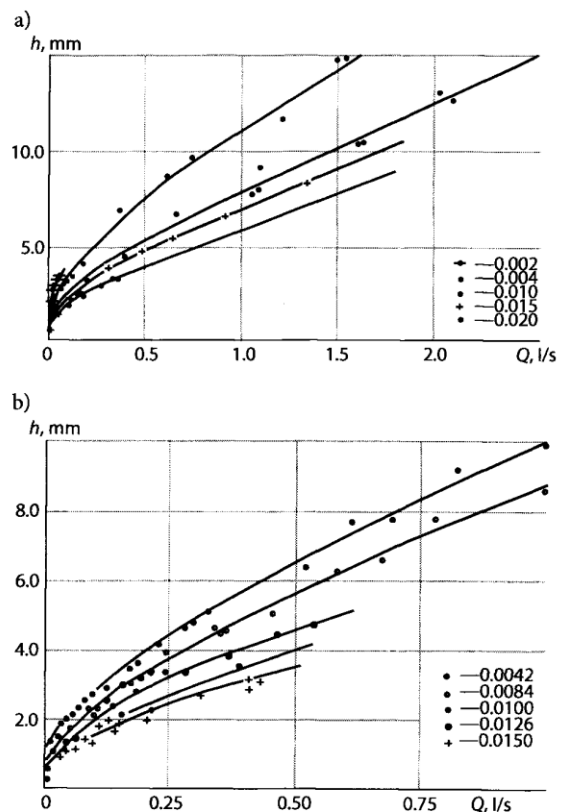 a)
h, mm
10.0
5.0
—0.002
—0.004
—0.010
—0.015
—0.020
0 0.5 1.0 1.5 2.0 Q, l/s
b)
h, mm
8.0
6.0
4.0
2.0
—0.0042
—0.0084
—0.0100
—0.0126
—0.0150
0 0.25 0.50 0.75 Q, l/s